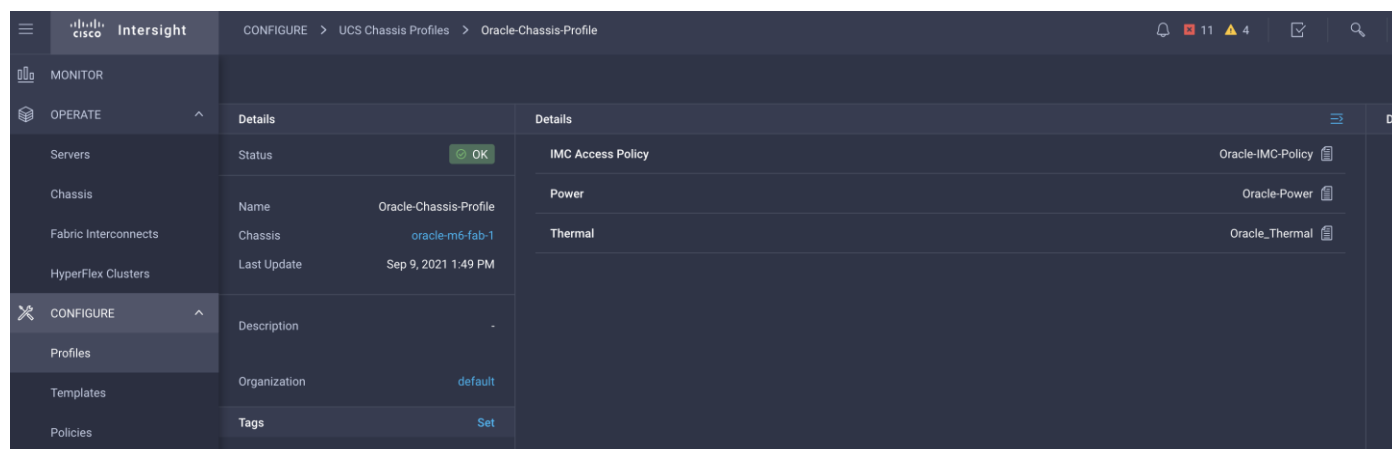 cisco Intersight
CONFIGURE > UCS Chassis Profiles > Oracle-Chassis-Profile
11 4
MONITOR
OPERATE
Servers
Chassis
Fabric Interconnects
HyperFlex Clusters
CONFIGURE
Profiles
Templates
Policies
Details
Status OK
Name Oracle-Chassis-Profile
Chassis oracle-m6-fab-1
Last Update Sep 9, 2021 1:49 PM
Description -
Organization default
Tags Set
Details
IMC Access Policy Oracle-IMC-Policy
Power Oracle-Power
Thermal Oracle_Thermal